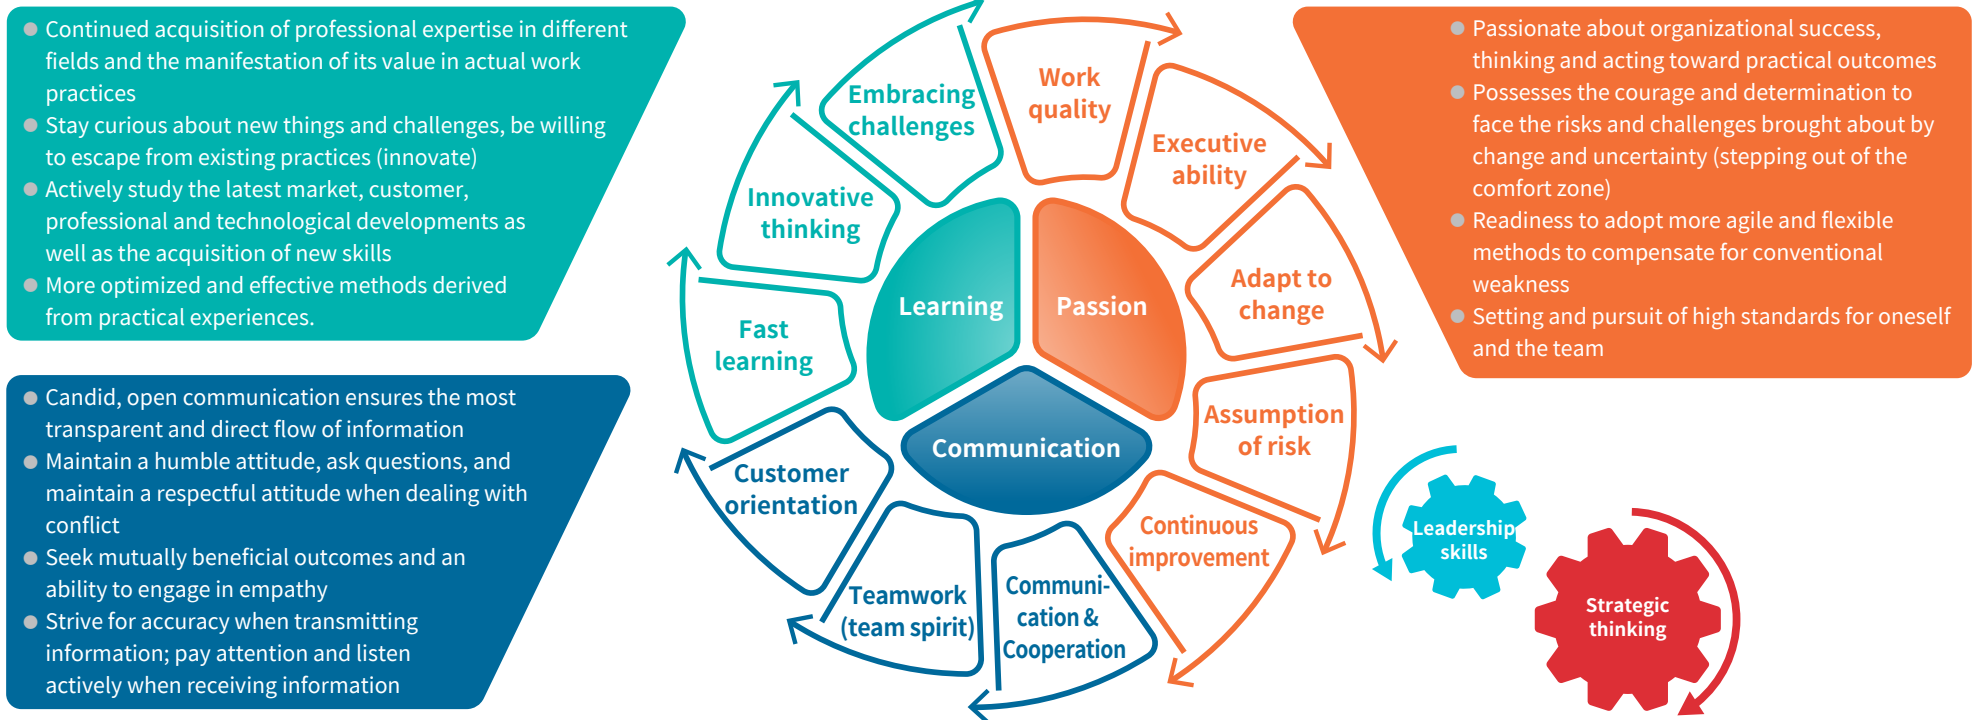 Continued acquisition of professional expertise in different
fields and the manifestation of its value in actual work
practices
Stay curious about new things and challenges, be willing
to escape from existing practices (innovate)
Actively study the latest market, customer,
professional and technological developments as
well as the acquisition of new skills
More optimized and effective methods derived
from practical experiences.
Candid, open communication ensures the most
transparent and direct flow of information
Maintain a humble attitude, ask questions, and
maintain a respectful attitude when dealing with
conflict
Seek mutually beneficial outcomes and an
ability to engage in empathy
Strive for accuracy when transmitting
information; pay attention and listen
actively when receiving information
Embracing
challenges
Innovative
thinking
Fast
learning
Customer
orientation
Teamwork
(team spirit)
Communi-
cation &
Cooperation
Continuous
improvement
Assumption
of risk
Adapt to
change
Executive
ability
Work
quality
Learning
Passion
Communication
Passionate about organizational success,
thinking and acting toward practical outcomes
Possesses the courage and determination to
face the risks and challenges brought about by
change and uncertainty (stepping out of the
comfort zone)
Readiness to adopt more agile and flexible
methods to compensate for conventional
weakness
Setting and pursuit of high standards for oneself
and the team
Leadership
skills
Strategic
thinking